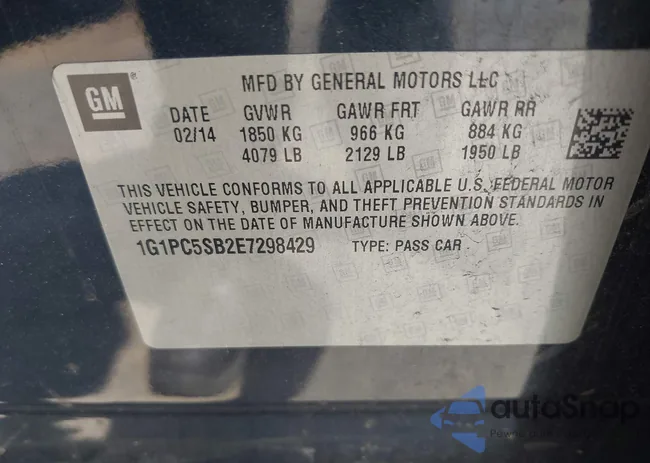 GM
MFD BY GENERAL MOTORS LLC
DATE GVWR GAWR FRT GAWR RR
02/14 1850 KG 966 KG 884 KG
4079 LB 2129 LB 1950 LB
THIS VEHICLE CONFORMS TO ALL APPLICABLE U.S. FEDERAL MOTOR
VEHICLE SAFETY, BUMPER, AND THEFT PREVENTION STANDARDS IN
EFFECT ON THE DATE OF MANUFACTURE SHOWN ABOVE.
1G1PC5SB2E7298429 TYPE: PASS CAR
autoSnap